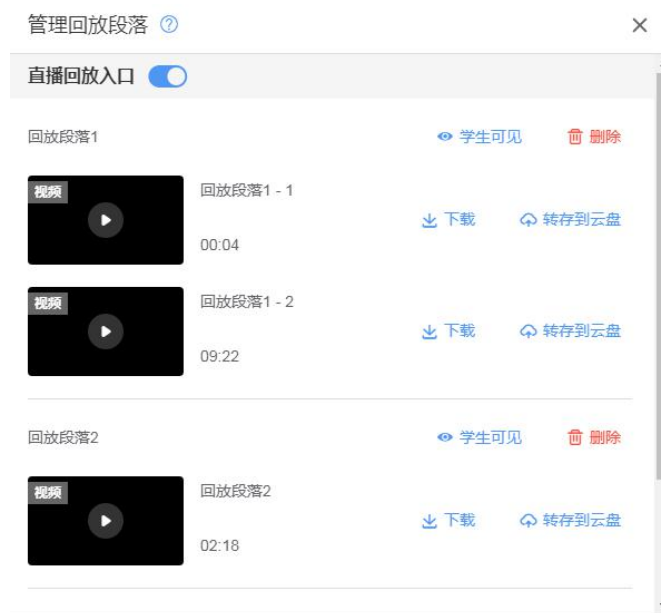 管理回放段落 ?
直播回放入口
回放段落1 学生可见 删除
视频 回放段落1 - 1
下载 转存到云盘
00:04
视频 回放段落1 - 2
下载 转存到云盘
09:22
回放段落2 学生可见 删除
视频 回放段落2
下载 转存到云盘
02:18